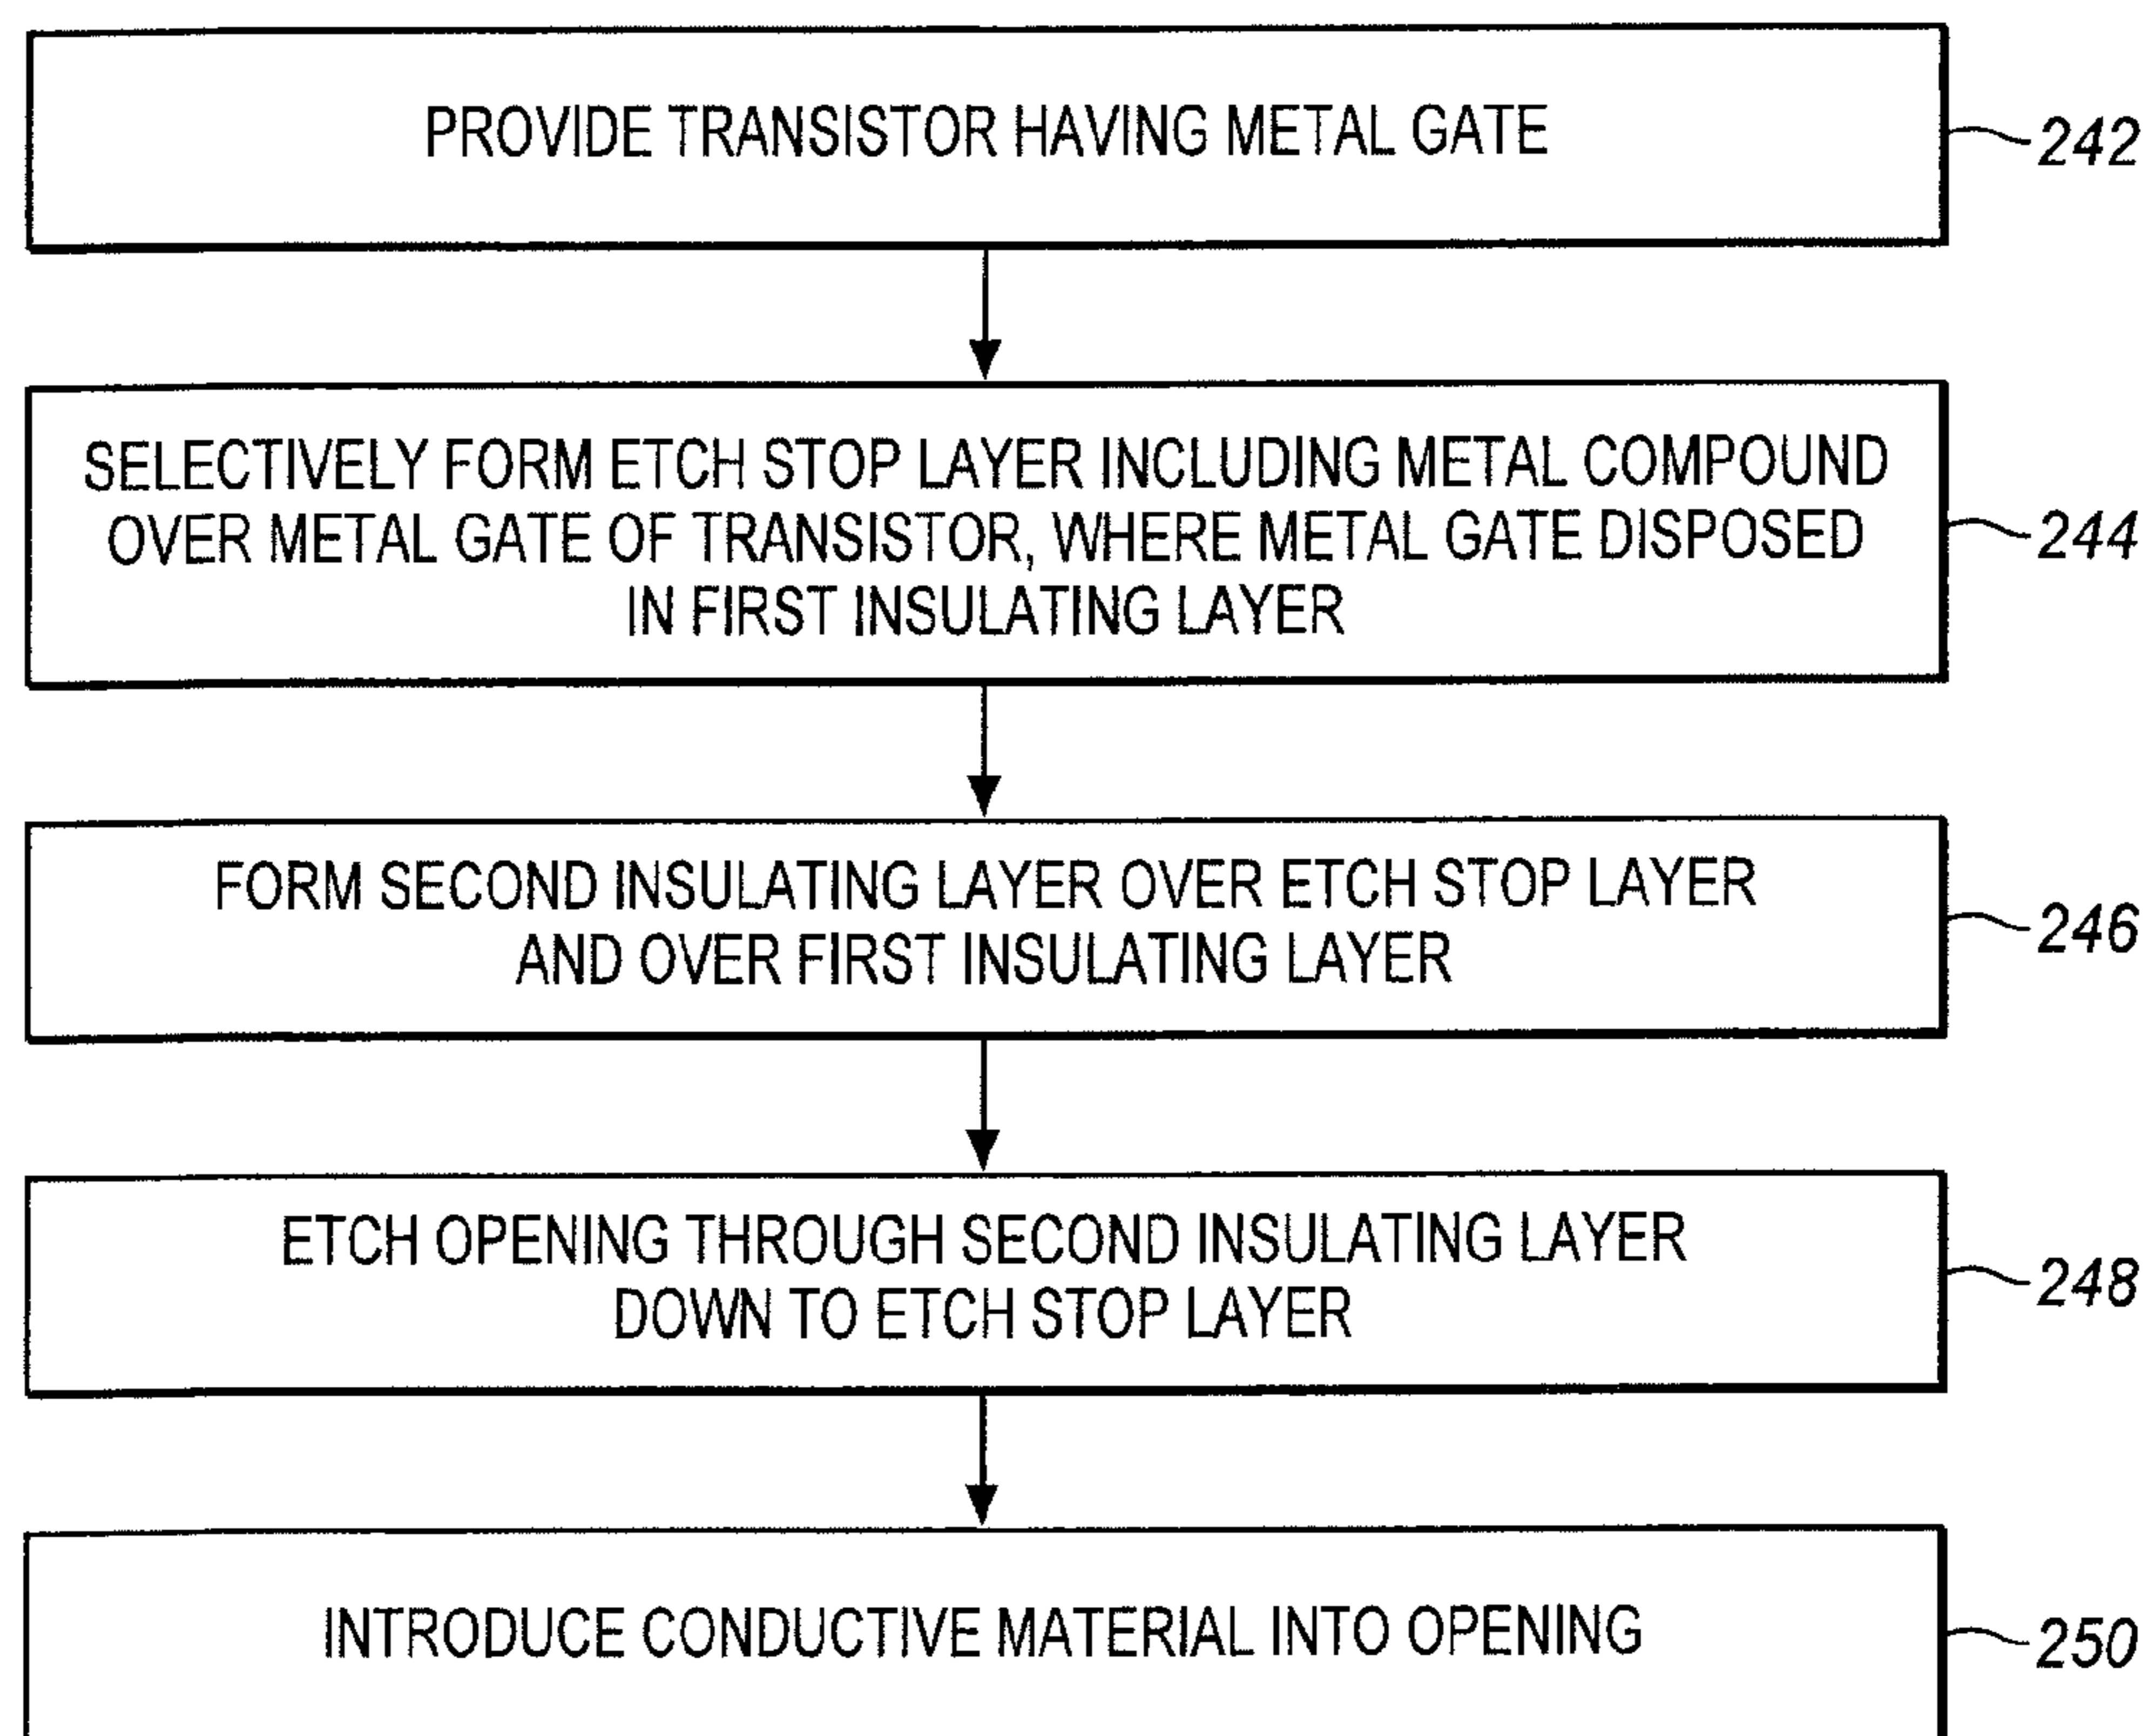 PROVIDE TRANSISTOR HAVING METAL GATE
242
SELECTIVELY FORM ETCH STOP LAYER INCLUDING METAL COMPOUND
OVER METAL GATE OF TRANSISTOR, WHERE METAL GATE DISPOSED
IN FIRST INSULATING LAYER
244
FORM SECOND INSULATING LAYER OVER ETCH STOP LAYER
AND OVER FIRST INSULATING LAYER
246
ETCH OPENING THROUGH SECOND INSULATING LAYER
DOWN TO ETCH STOP LAYER
248
INTRODUCE CONDUCTIVE MATERIAL INTO OPENING
250